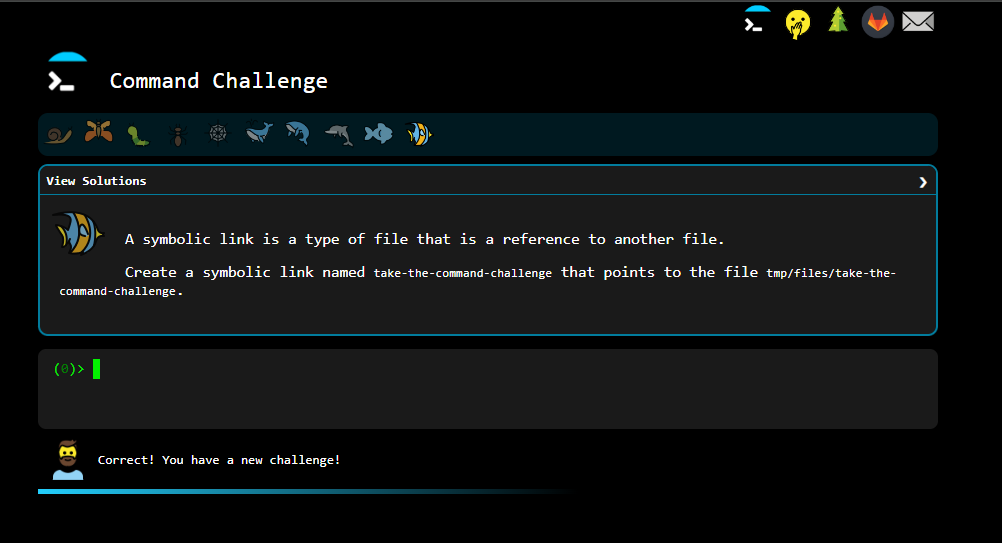 Command Challenge
View Solutions
A symbolic link is a type of file that is a reference to another file.
Create a symbolic link named take-the-command-challenge that points to the file tmp/files/take-the-
command-challenge.
(0)>
Correct! You have a new challenge!